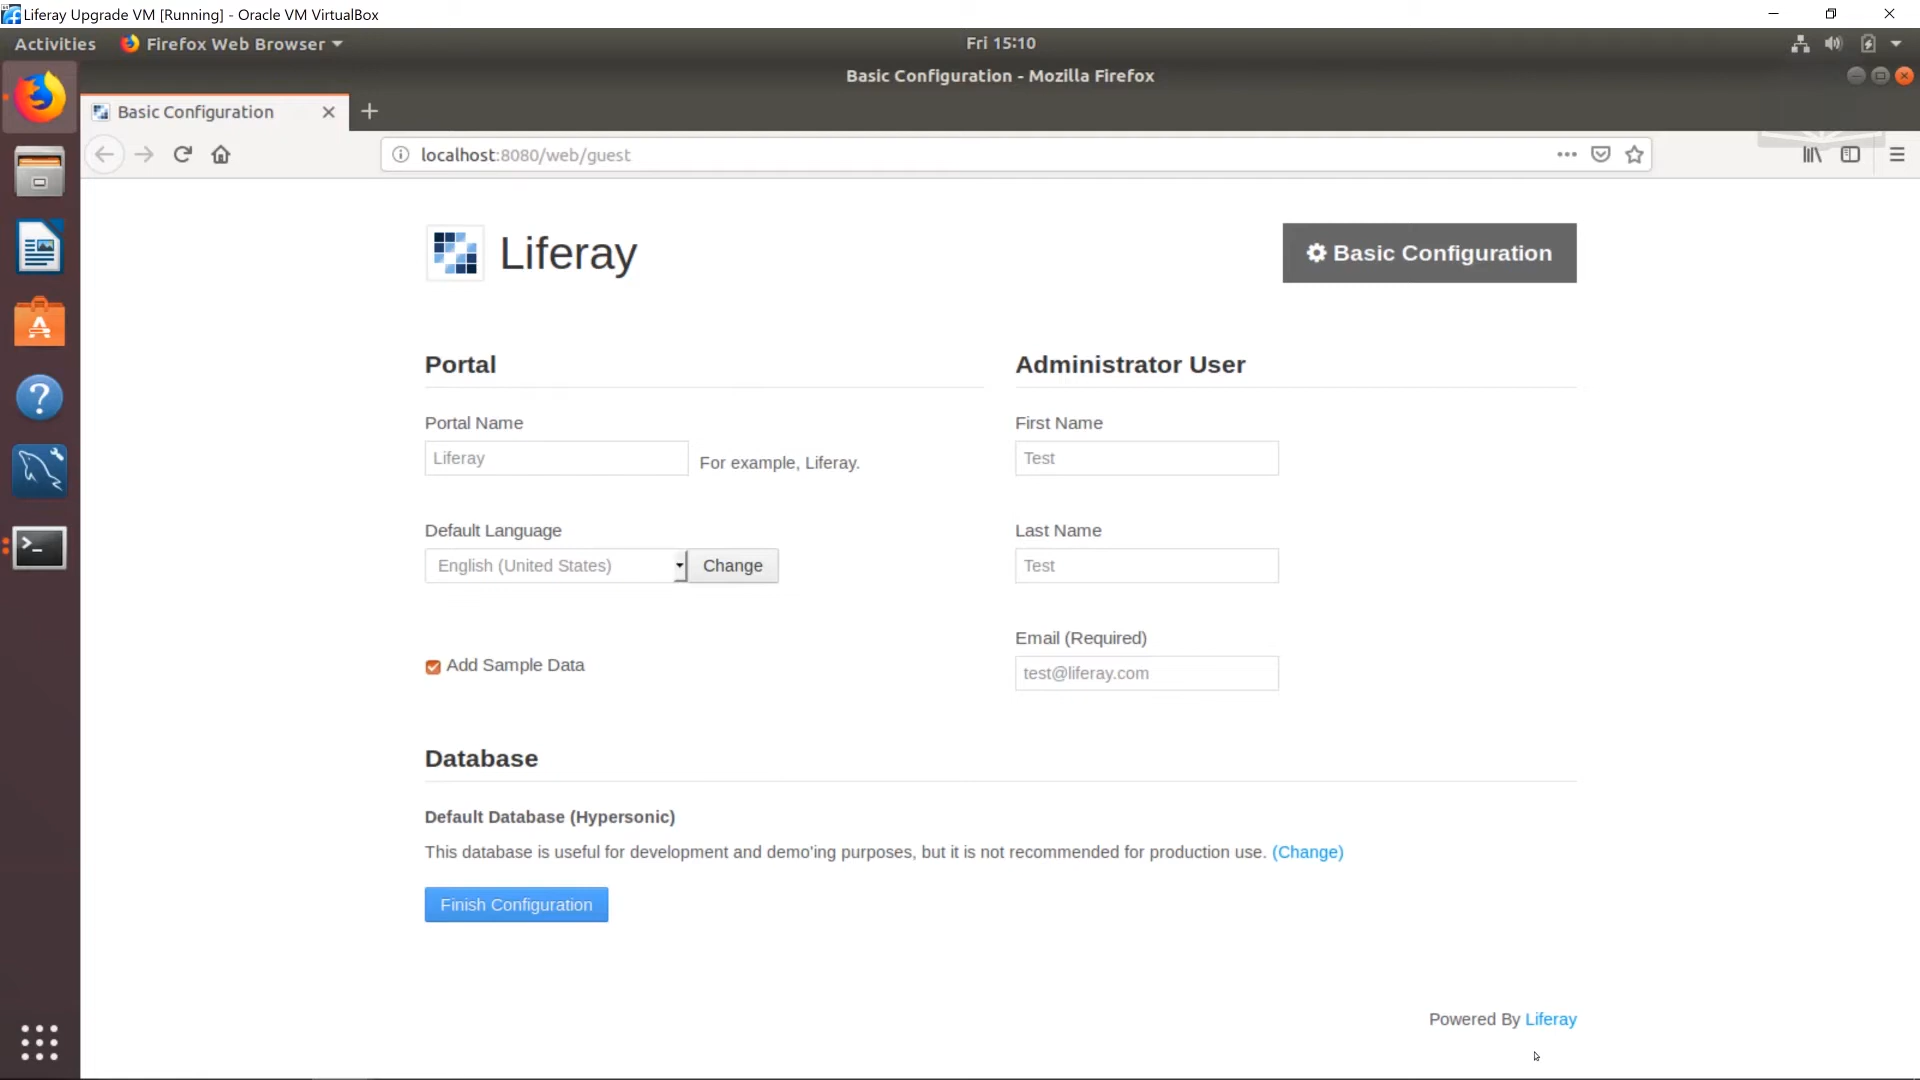 Liferay Upgrade VM [Running] - Oracle VM VirtualBox
Activities
Firefox Web Browser
Fri 15:10
Basic Configuration - Mozilla Firefox
Basic Configuration
localhost:8080/web/guest
Liferay
Basic Configuration
Portal
Administrator User
Portal Name
First Name
Liferay
For example, Liferay.
Test
Default Language
Last Name
English (United States)
Change
Test
Email (Required)
Add Sample Data
test@liferay.com
Database
Default Database (Hypersonic)
This database is useful for development and demo'ing purposes, but it is not recommended for production use. (Change)
Finish Configuration
Powered By Liferay